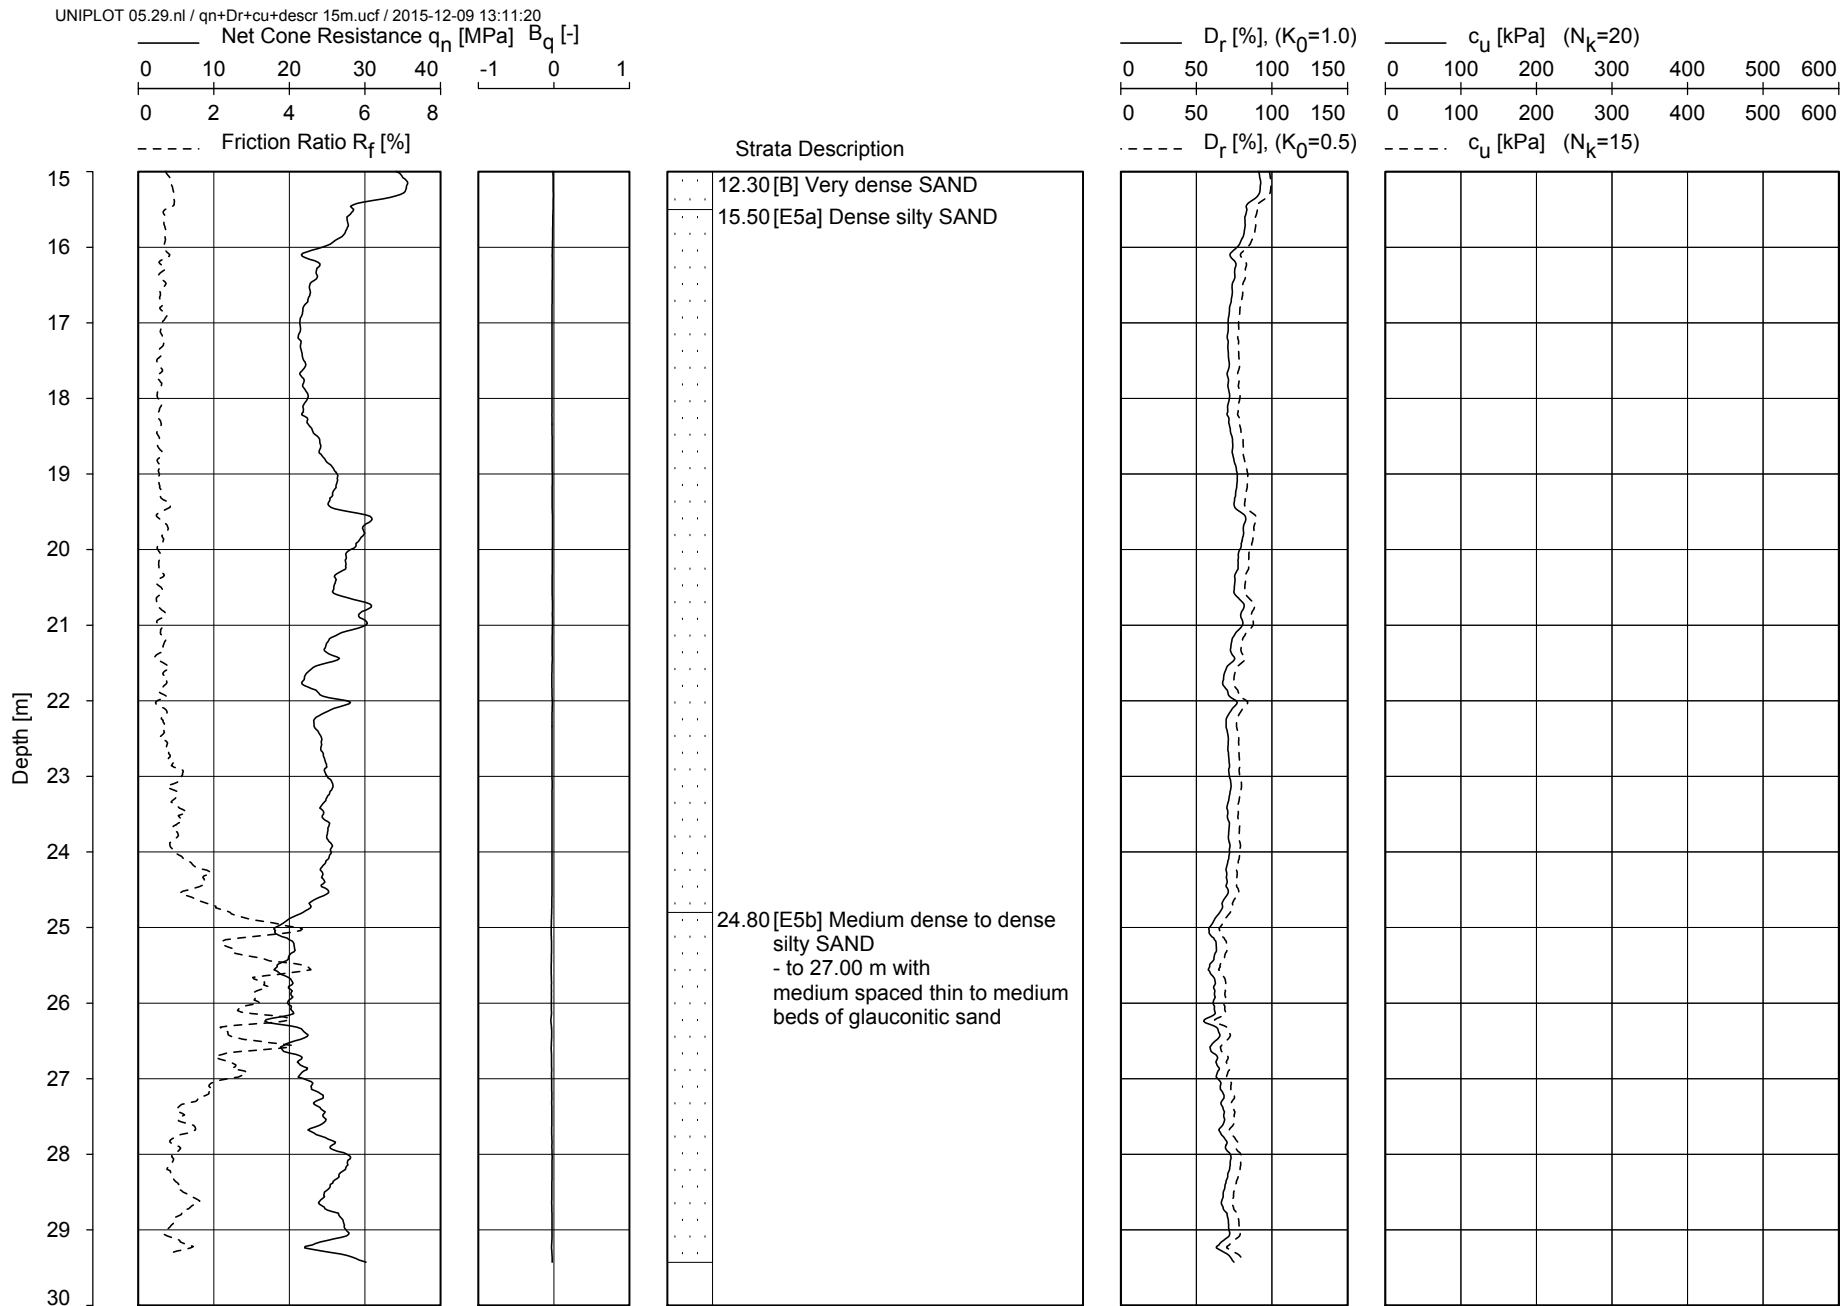 UNIPLOT 05.29.nl / qn+Dr+cu+descr 15m.ucf / 2015-12-09 13:11:20
Net Cone Resistance qn [MPa] Bq [-]
Dr [%], (K0=1.0) cu [kPa] (Nk=20)
0 10 20 30 40 -1 0 1 0 50 100 150 0 100 200 300 400 500 600
0 2 4 6 8 0 50 100 150 0 100 200 300 400 500 600
Friction Ratio Rf [%]
Strata Description
Dr [%], (K0=0.5) cu [kPa] (Nk=15)
Depth [m]
15
16
17
18
19
20
21
22
23
24
25
26
27
28
29
30
12.30 [B] Very dense SAND
15.50 [E5a] Dense silty SAND
24.80 [E5b] Medium dense to dense
silty SAND
- to 27.00 m with
medium spaced thin to medium
beds of glauconitic sand